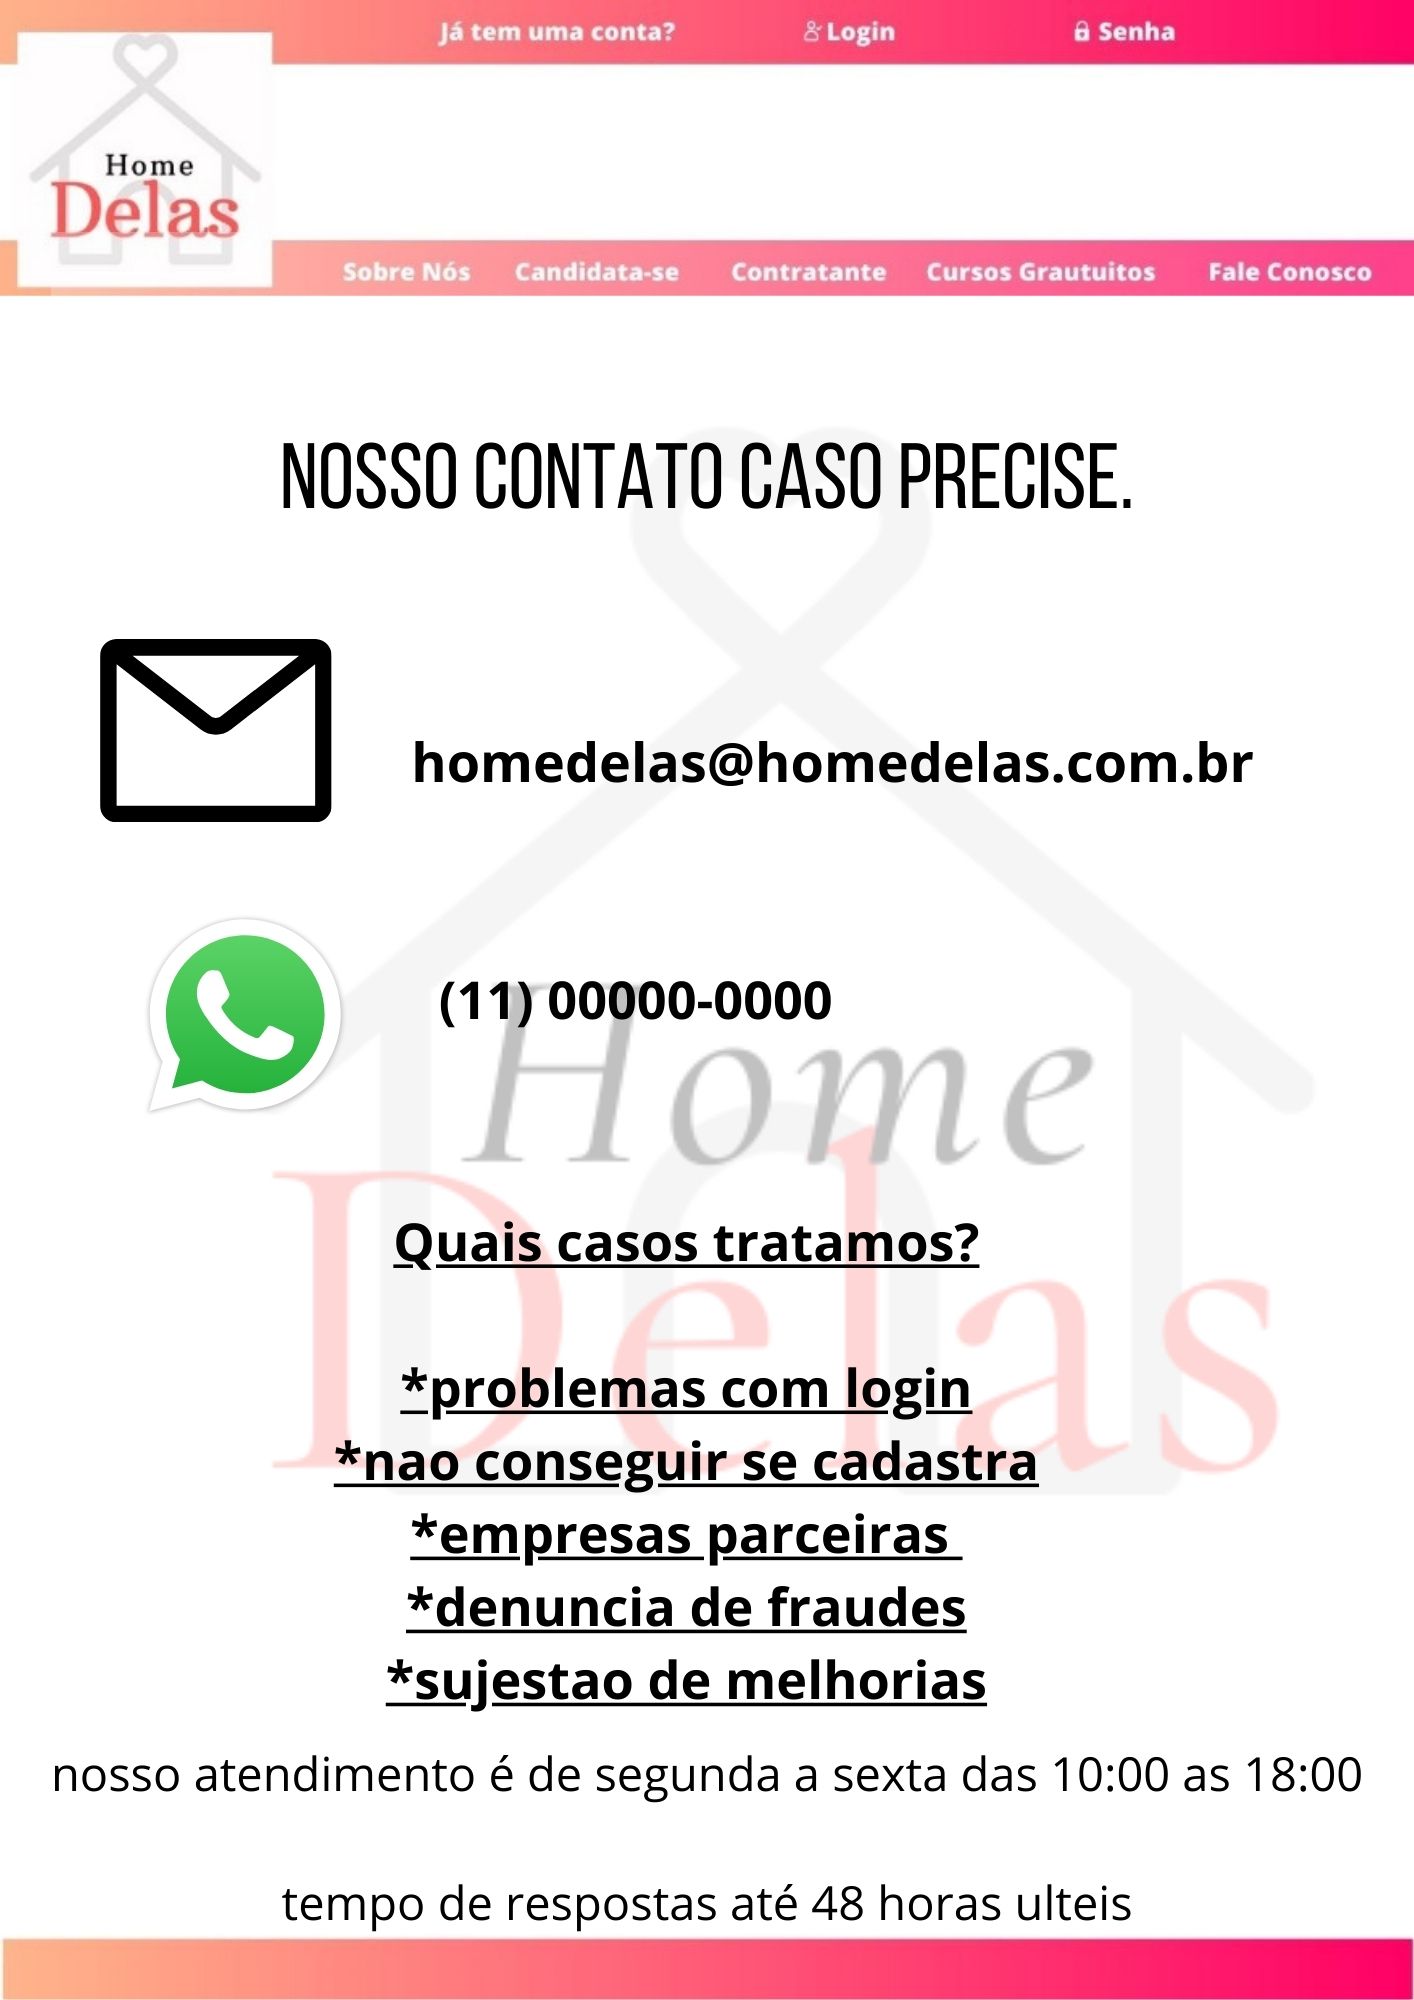 Já tem uma conta? Login Senha
Home
Delas
Sobre Nós Candidata-se Contratante Cursos Grautuitos Fale Conosco
NOSSO CONTATO CASO PRECISE.
homedelas@homedelas.com.br
(11) 00000-0000
Home
Delas
Quais casos tratamos?
*problemas com login
*nao conseguir se cadastra
*empresas parceiras
*denuncia de fraudes
*sujestao de melhorias
nosso atendimento é de segunda a sexta das 10:00 as 18:00
tempo de respostas até 48 horas ulteis